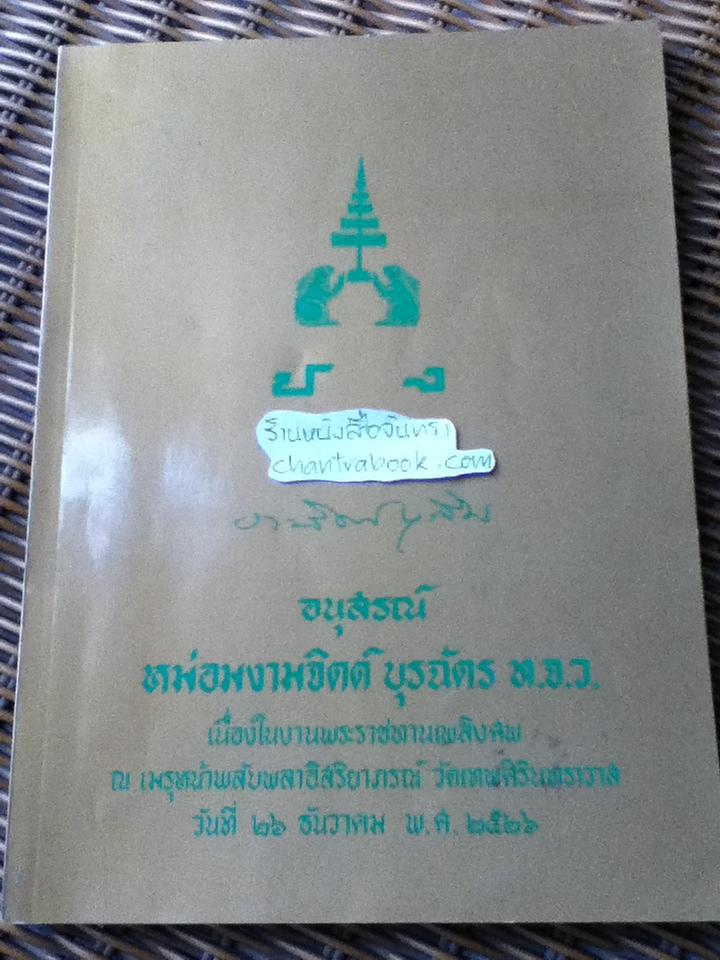 ป ง
ร้านหนังสือจันทรา
chantrabook.com
อนุสรณ์
หม่อมงามจิตต์ บุรฉัตร ท.จ.ว.
เนื่องในงานพระราชทานเพลิงศพ
ณ เมรุหน้าพลับพลาอิสริยาภรณ์ วัดเทพศิรินทราวาส
วันที่ ๒๖ ธันวาคม พ.ศ. ๒๕๒๖